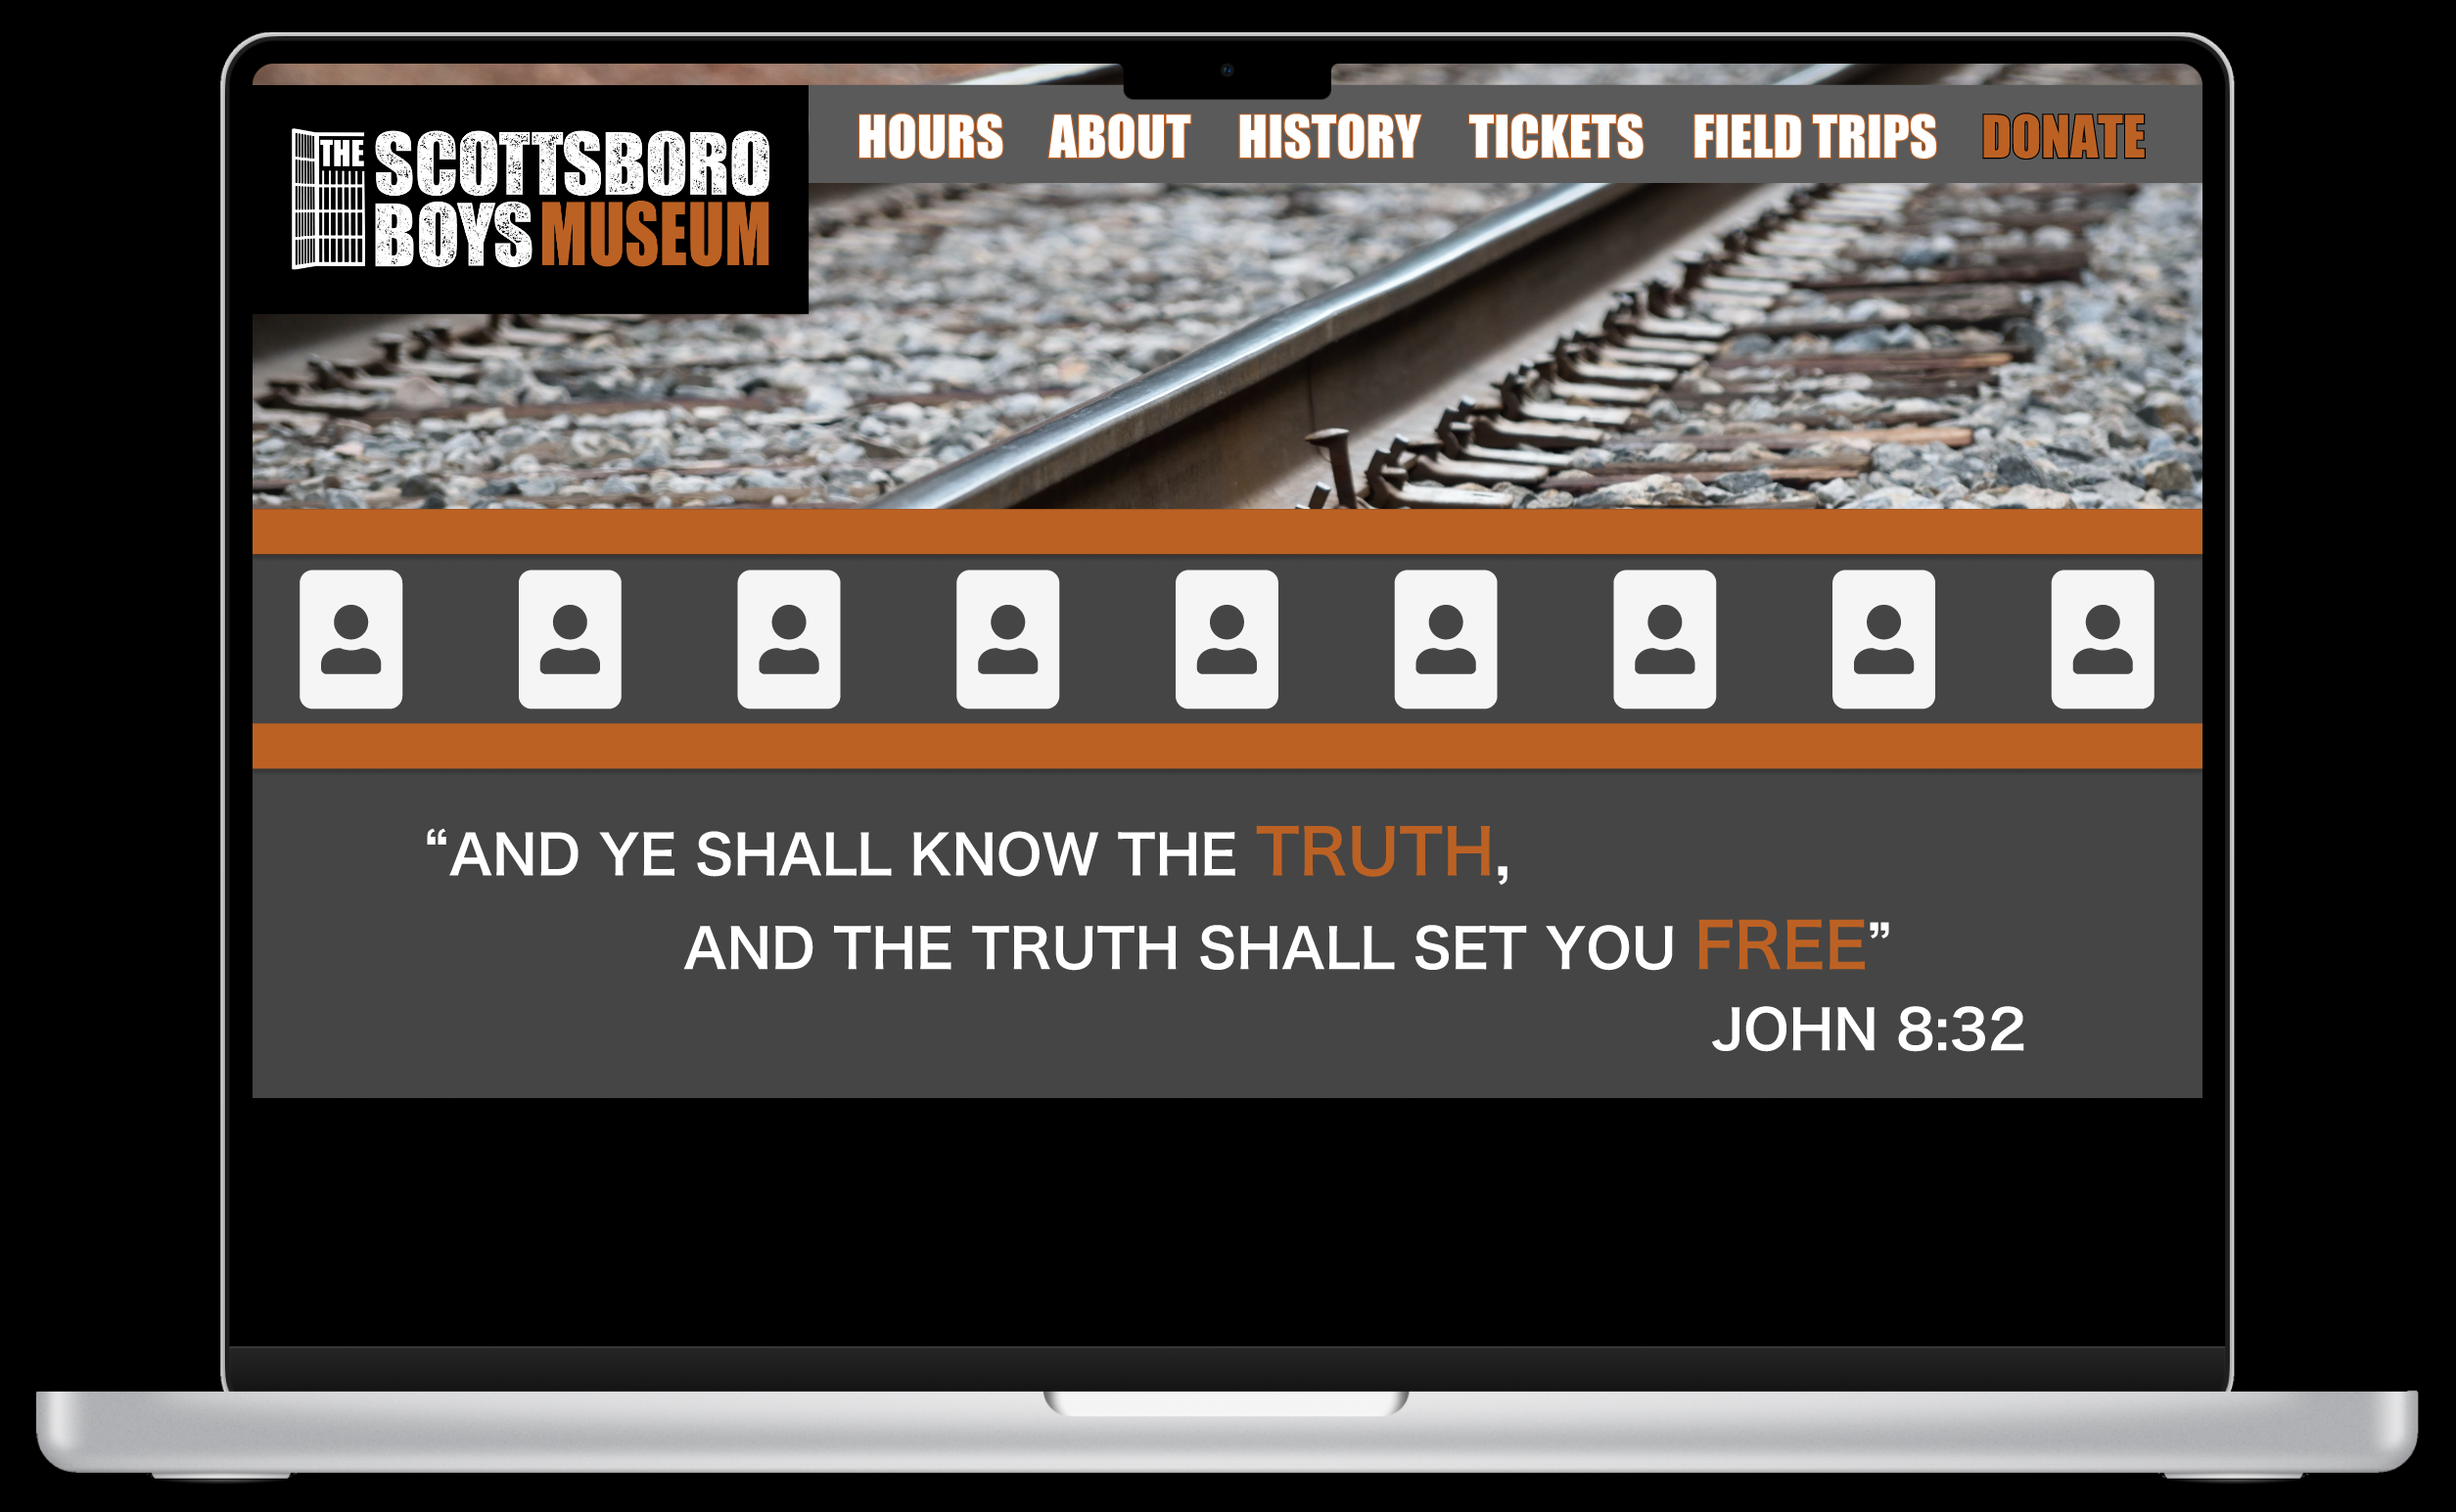 THE SCOTTSBORO
BOYS MUSEUM
HOURS ABOUT HISTORY TICKETS FIELD TRIPS DONATE
“AND YE SHALL KNOW THE TRUTH,
AND THE TRUTH SHALL SET YOU FREE”
JOHN 8:32